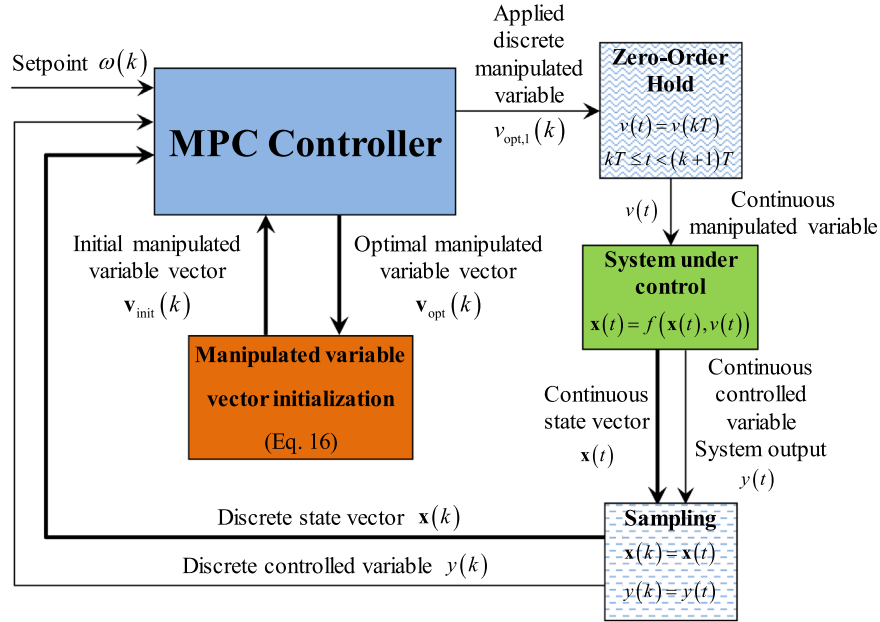 Setpoint ω(k)
MPC Controller
Applied
discrete
manipulated
variable
v_opt,1(k)
Zero-Order
Hold
v(t) = v(kT)
kT ≤ t < (k+1)T
v(t)
Continuous
manipulated variable
Initial manipulated
variable vector
v_init(k)
Optimal manipulated
variable vector
v_opt(k)
System under
control
x(t) = f(x(t), v(t))
Manipulated variable
vector initialization
(Eq. 16)
Continuous
state vector
x(t)
Continuous
controlled
variable
System output
y(t)
Discrete state vector x(k)
Discrete controlled variable y(k)
Sampling
x(k) = x(t)
y(k) = y(t)